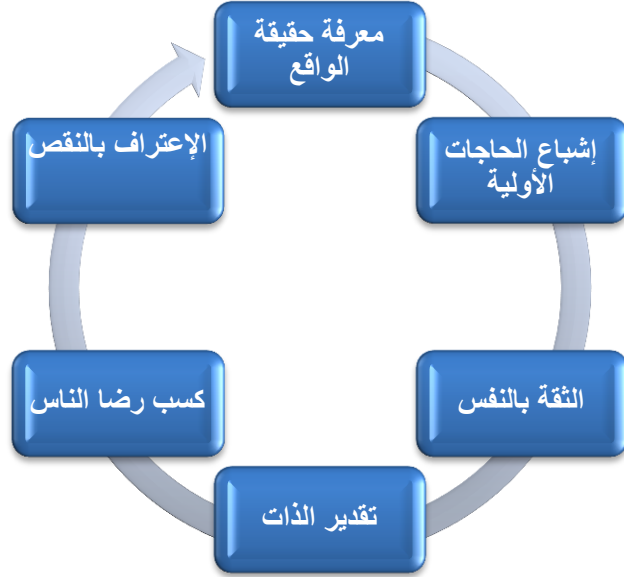 معرفة حقيقة
الواقع
إشباع الحاجات
الأولية
الثقة بالنفس
تقدير الذات
كسب رضا الناس
الإعتراف بالنقص